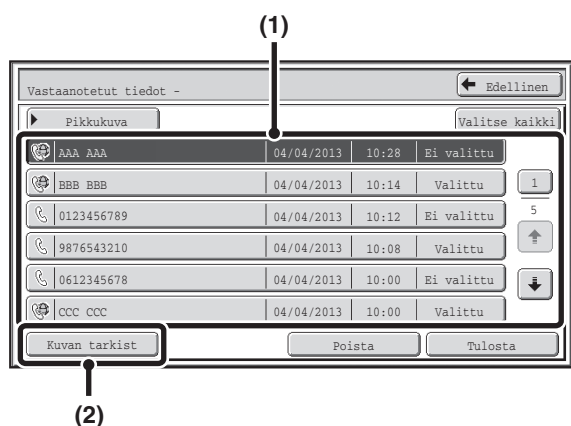 (1)
Vastaanotetut tiedot -
Edellinen
Pikkukuva
Valitse kaikki
AAA AAA 04/04/2013 10:28 Ei valittu
BBB BBB 04/04/2013 10:14 Valittu
1
0123456789 04/04/2013 10:12 Ei valittu
5
9876543210 04/04/2013 10:08 Valittu
0612345678 04/04/2013 10:00 Ei valittu
CCC CCC 04/04/2013 10:00 Valittu
Kuvan tarkist
Poista
Tulosta
(2)